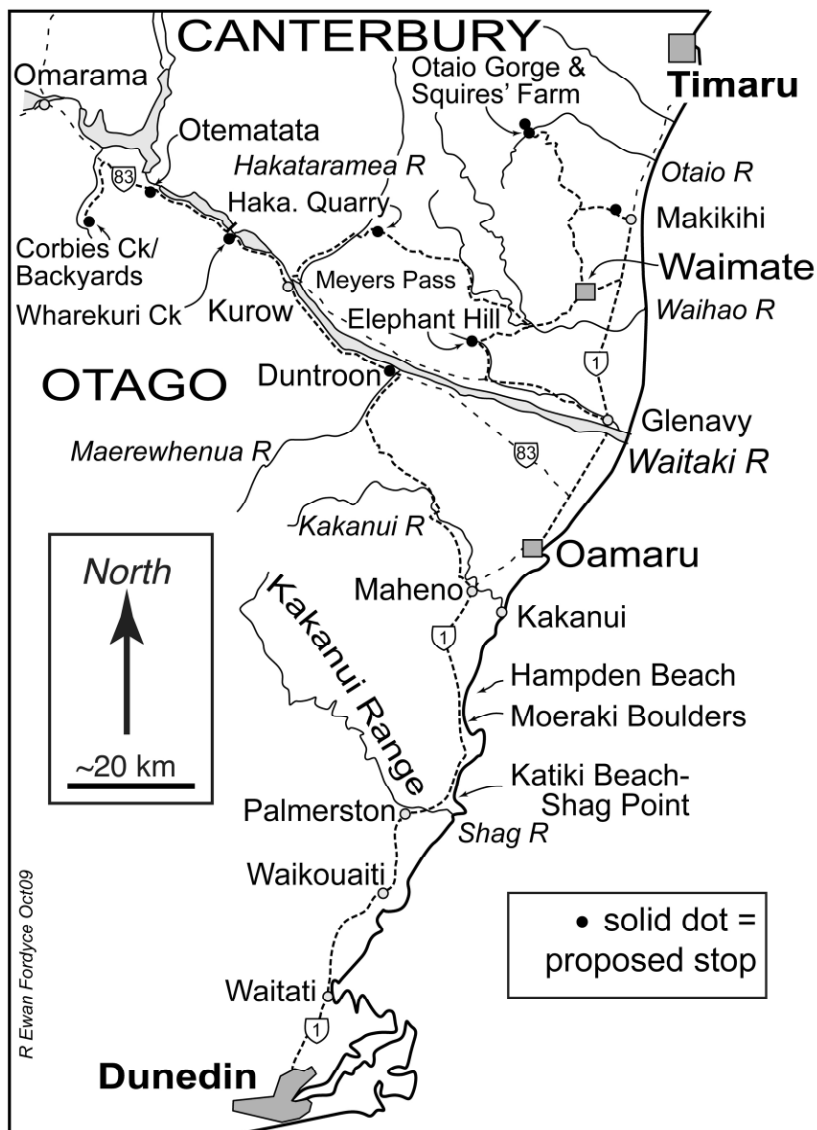 CANTERBURY
Omarama
Otaio Gorge &
Squires' Farm
Timaru
Otematata
Hakataramea R
83
Otaio R
Haka. Quarry
Makikihi
Corbies Ck/
Backyards
Meyers Pass
Waimate
Wharekuri Ck
Kurow
Elephant Hill
Waihao R
OTAGO
Duntroon
1
Glenavy
Maerewhenua R
83
Waitaki R
Kakanui R
Oamaru
North
~20 km
Maheno
Kakanui
1
Kakanui Range
Hampden Beach
Moeraki Boulders
Katiki Beach-
Shag Point
Palmerston
Shag R
Waikouaiti
solid dot =
proposed stop
Waitati
1
Dunedin
R Ewan Fordyce Oct09